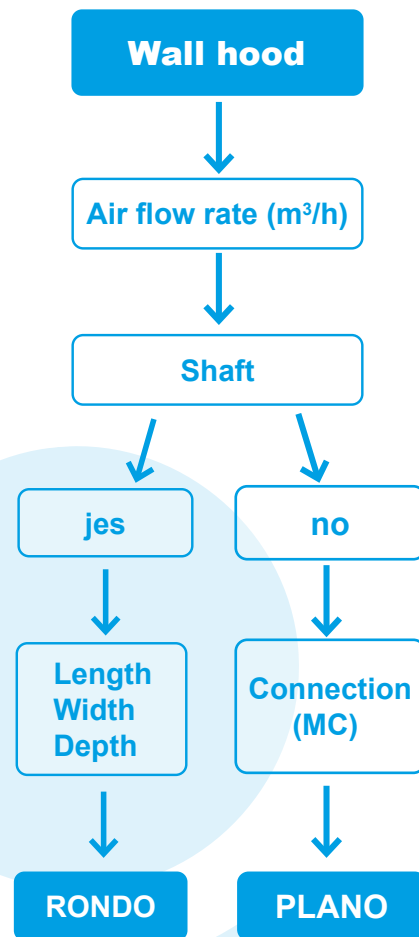 Wall hood
Air flow rate (m³/h)
Shaft
jes
no
Length
Width
Depth
Connection
(MC)
RONDO
PLANO